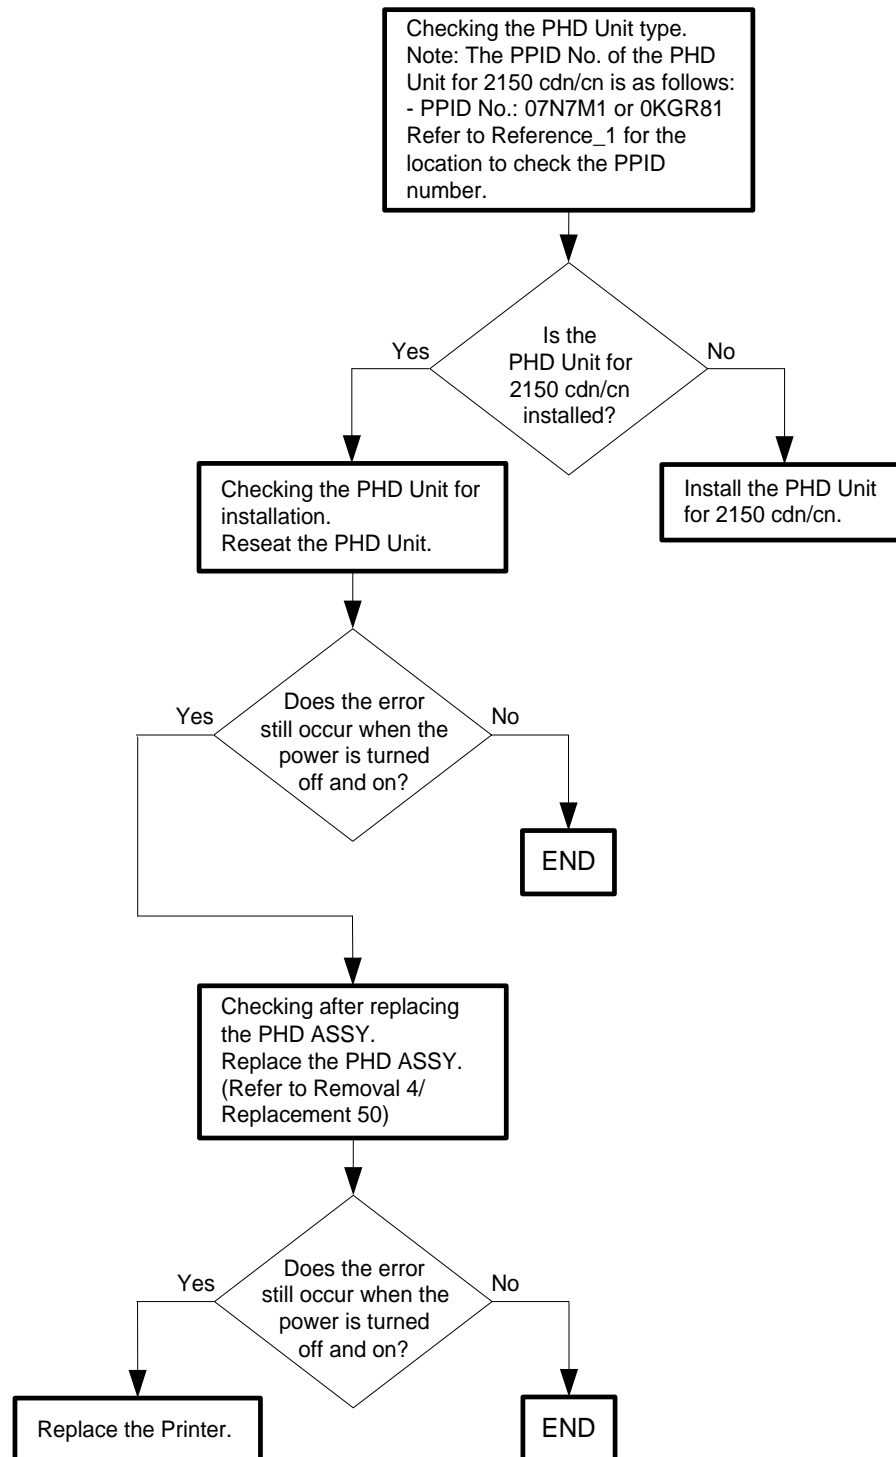 Checking the PHD Unit type.
Note: The PPID No. of the PHD
Unit for 2150 cdn/cn is as follows:
- PPID No.: 07N7M1 or 0KGR81
Refer to Reference_1 for the
location to check the PPID
number.
Is the
PHD Unit for
2150 cdn/cn
installed?
Yes
No
Checking the PHD Unit for
installation.
Reseat the PHD Unit.
Install the PHD Unit
for 2150 cdn/cn.
Does the error
still occur when the
power is turned
off and on?
Yes
No
END
Checking after replacing
the PHD ASSY.
Replace the PHD ASSY.
(Refer to Removal 4/
Replacement 50)
Does the error
still occur when the
power is turned
off and on?
Yes
No
Replace the Printer.
END